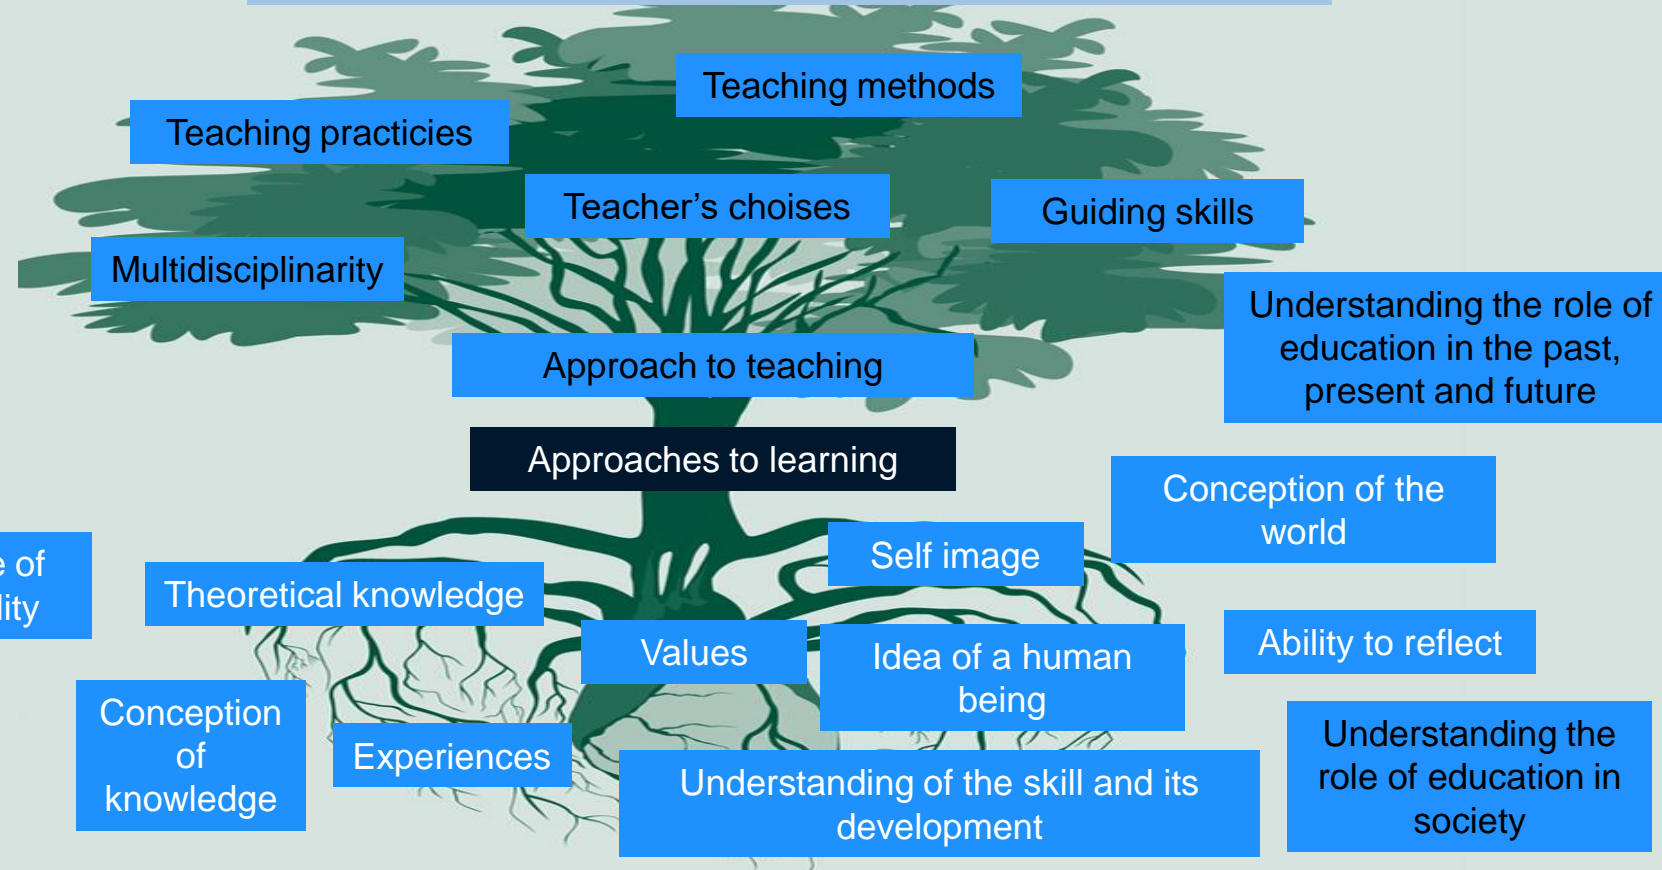 Teaching methods
Teaching practicies
Teacher's choises
Guiding skills
Multidisciplinarity
Understanding the role of
education in the past,
present and future
Approach to teaching
Approaches to learning
Conception of the
world
Self image
of
Theoretical knowledge
Values
Idea of a human
being
Ability to reflect
Conception
of
knowledge
Experiences
Understanding of the skill and its
development
Understanding the
role of education in
society